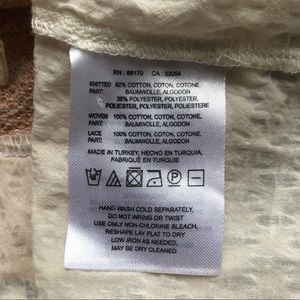 RN : 66170 CA : 32054
KNITTED 62% COTTON, COTON, COTONE,
PART: BAUMWOLLE, ALGODON
38% POLYESTER, POLYESTER,
POLYESTER, POLIESTERE
WOVEN 100% COTTON, COTON, COTONE,
PART: BAUMWOLLE, ALGODON
LACE 100% COTTON, COTON, COTONE,
PART: BAUMWOLLE, ALGODON
MADE IN TURKEY, HECHO EN TURQUIA,
FABRIQUÉ EN TURQUIE
HAND WASH COLD SEPARATELY,
DO NOT WRING OR TWIST
USE ONLY NON-CHLORINE BLEACH,
RESHAPE LAY FLAT TO DRY
LOW IRON AS NEEDED
MAY BE DRY CLEANED